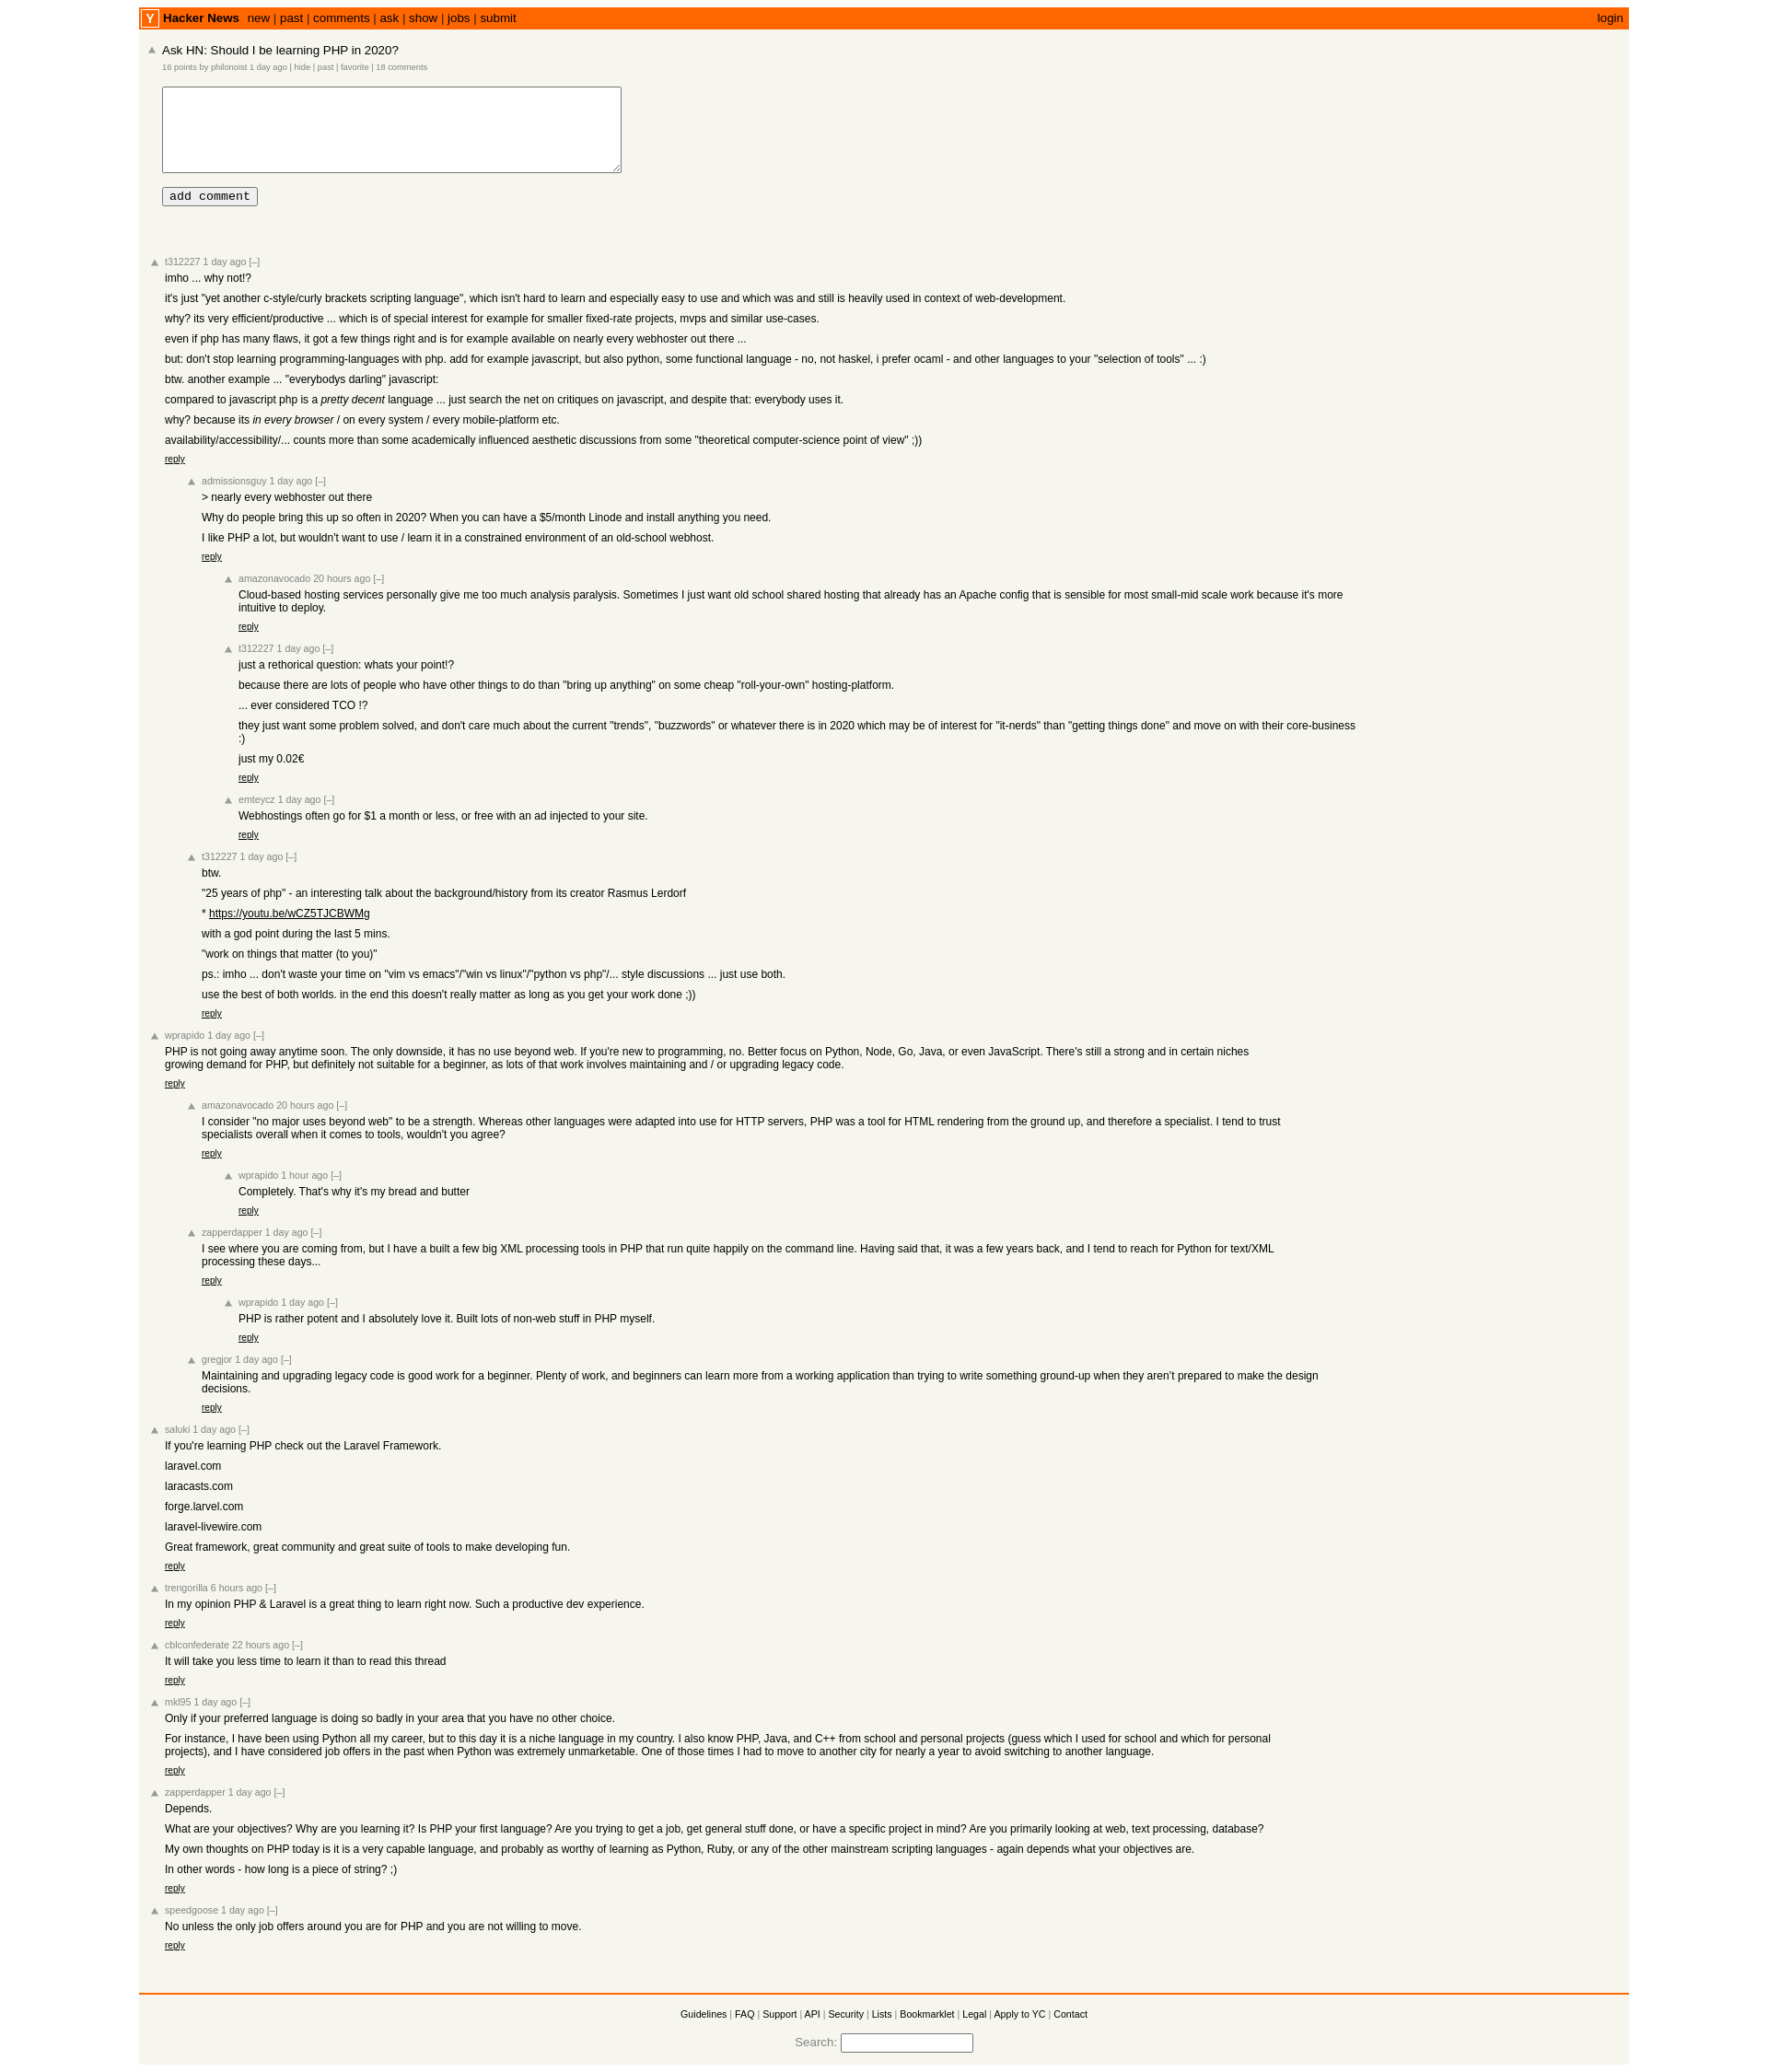 Y Hacker News new | past | comments | ask | show | jobs | submit login
Ask HN: Should I be learning PHP in 2020?
16 points by philonoist 1 day ago | hide | past | favorite | 18 comments
add comment
t312227 1 day ago [–]
imho ... why not!?
it's just "yet another c-style/curly brackets scripting language", which isn't hard to learn and especially easy to use and which was and still is heavily used in context of web-development.
why? its very efficient/productive ... which is of special interest for example for smaller fixed-rate projects, mvps and similar use-cases.
even if php has many flaws, it got a few things right and is for example available on nearly every webhoster out there ...
but: don't stop learning programming-languages with php. add for example javascript, but also python, some functional language - no, not haskel, i prefer ocaml - and other languages to your "selection of tools" ... :)
btw. another example ... "everybodys darling" javascript:
compared to javascript php is a pretty decent language ... just search the net on critiques on javascript, and despite that: everybody uses it.
why? because its in every browser / on every system / every mobile-platform etc.
availability/accessibility/... counts more than some academically influenced aesthetic discussions from some "theoretical computer-science point of view" ;))
reply
admissionsguy 1 day ago [–]
> nearly every webhoster out there
Why do people bring this up so often in 2020? When you can have a $5/month Linode and install anything you need.
I like PHP a lot, but wouldn't want to use / learn it in a constrained environment of an old-school webhost.
reply
amazonavocado 20 hours ago [–]
Cloud-based hosting services personally give me too much analysis paralysis. Sometimes I just want old school shared hosting that already has an Apache config that is sensible for most small-mid scale work because it's more
intuitive to deploy.
reply
t312227 1 day ago [–]
just a rethorical question: whats your point!?
because there are lots of people who have other things to do than "bring up anything" on some cheap "roll-your-own" hosting-platform.
... ever considered TCO !?
they just want some problem solved, and don't care much about the current "trends", "buzzwords" or whatever there is in 2020 which may be of interest for "it-nerds" than "getting things done" and move on with their core-business
:)
just my 0.02€
reply
emteycz 1 day ago [–]
Webhostings often go for $1 a month or less, or free with an ad injected to your site.
reply
t312227 1 day ago [–]
btw.
"25 years of php" - an interesting talk about the background/history from its creator Rasmus Lerdorf
* https://youtu.be/wCZ5TJCBWMg
with a god point during the last 5 mins.
"work on things that matter (to you)"
ps.: imho ... don't waste your time on "vim vs emacs"/"win vs linux"/"python vs php"/... style discussions ... just use both.
use the best of both worlds. in the end this doesn't really matter as long as you get your work done ;))
reply
wprapido 1 day ago [–]
PHP is not going away anytime soon. The only downside, it has no use beyond web. If you're new to programming, no. Better focus on Python, Node, Go, Java, or even JavaScript. There's still a strong and in certain niches
growing demand for PHP, but definitely not suitable for a beginner, as lots of that work involves maintaining and / or upgrading legacy code.
reply
amazonavocado 20 hours ago [–]
I consider "no major uses beyond web" to be a strength. Whereas other languages were adapted into use for HTTP servers, PHP was a tool for HTML rendering from the ground up, and therefore a specialist. I tend to trust
specialists overall when it comes to tools, wouldn't you agree?
reply
wprapido 1 hour ago [–]
Completely. That's why it's my bread and butter
reply
zapperdapper 1 day ago [–]
I see where you are coming from, but I have a built a few big XML processing tools in PHP that run quite happily on the command line. Having said that, it was a few years back, and I tend to reach for Python for text/XML
processing these days...
reply
wprapido 1 day ago [–]
PHP is rather potent and I absolutely love it. Built lots of non-web stuff in PHP myself.
reply
gregjor 1 day ago [–]
Maintaining and upgrading legacy code is good work for a beginner. Plenty of work, and beginners can learn more from a working application than trying to write something ground-up when they aren't prepared to make the design
decisions.
reply
saluki 1 day ago [–]
If you're learning PHP check out the Laravel Framework.
laravel.com
laracasts.com
forge.larvel.com
laravel-livewire.com
Great framework, great community and great suite of tools to make developing fun.
reply
trengorilla 6 hours ago [–]
In my opinion PHP & Laravel is a great thing to learn right now. Such a productive dev experience.
reply
cblconfederate 22 hours ago [–]
It will take you less time to learn it than to read this thread
reply
mkl95 1 day ago [–]
Only if your preferred language is doing so badly in your area that you have no other choice.
For instance, I have been using Python all my career, but to this day it is a niche language in my country. I also know PHP, Java, and C++ from school and personal projects (guess which I used for school and which for personal
projects), and I have considered job offers in the past when Python was extremely unmarketable. One of those times I had to move to another city for nearly a year to avoid switching to another language.
reply
zapperdapper 1 day ago [–]
Depends.
What are your objectives? Why are you learning it? Is PHP your first language? Are you trying to get a job, get general stuff done, or have a specific project in mind? Are you primarily looking at web, text processing, database?
My own thoughts on PHP today is it is a very capable language, and probably as worthy of learning as Python, Ruby, or any of the other mainstream scripting languages - again depends what your objectives are.
In other words - how long is a piece of string? ;)
reply
speedgoose 1 day ago [–]
No unless the only job offers around you are for PHP and you are not willing to move.
reply
Guidelines | FAQ | Support | API | Security | Lists | Bookmarklet | Legal | Apply to YC | Contact
Search: